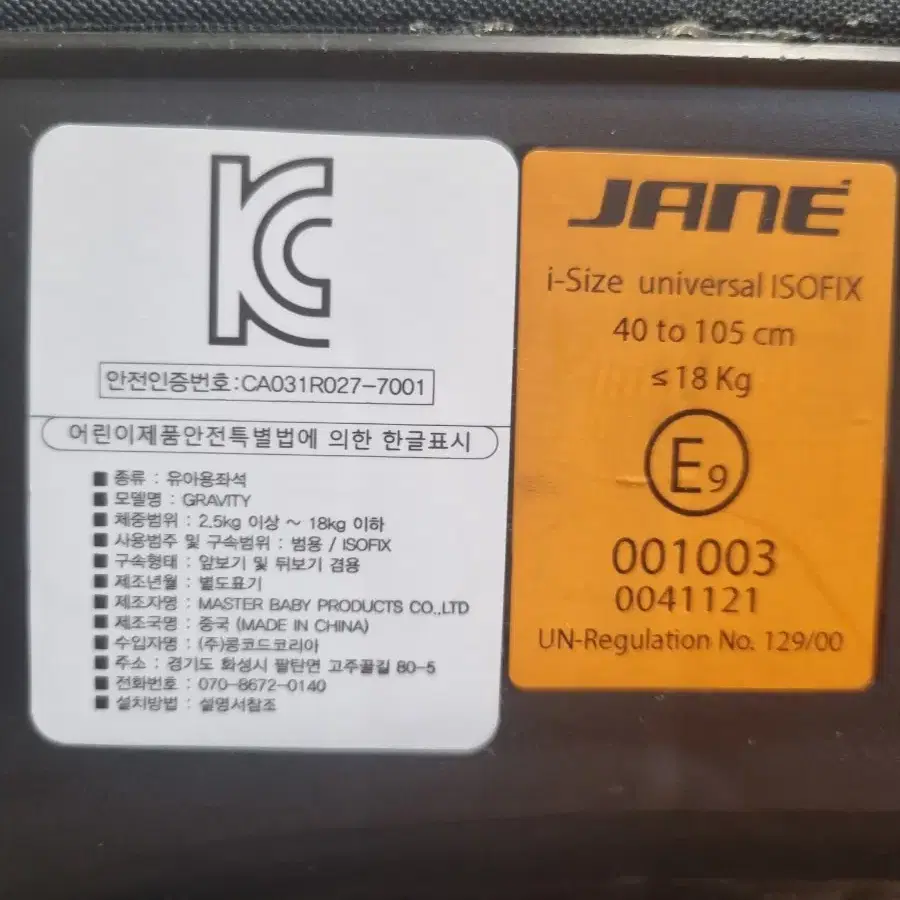 KC
안전인증번호:CA031R027-7001
어린이제품안전특별법에 의한 한글표시
■ 종류 : 유아용좌석
■ 모델명 : GRAVITY
■ 체중범위 : 2.5kg 이상 ~ 18kg 이하
■ 사용범주 및 구속범위 : 범용 / ISOFIX
■ 구속형태 : 앞보기 및 뒤보기 겸용
■ 제조년월 : 별도표기
■ 제조자명 : MASTER BABY PRODUCTS CO.,LTD
■ 제조국명 : 중국 (MADE IN CHINA)
■ 수입자명 : (주)콩코드코리아
■ 주소 : 경기도 화성시 팔탄면 고주골길 80-5
■ 전화번호 : 070-8672-0140
■ 설치방법 : 설명서참조
JANÉ
i-Size universal ISOFIX
40 to 105 cm
≤ 18 Kg
E9
001003
0041121
UN-Regulation No. 129/00